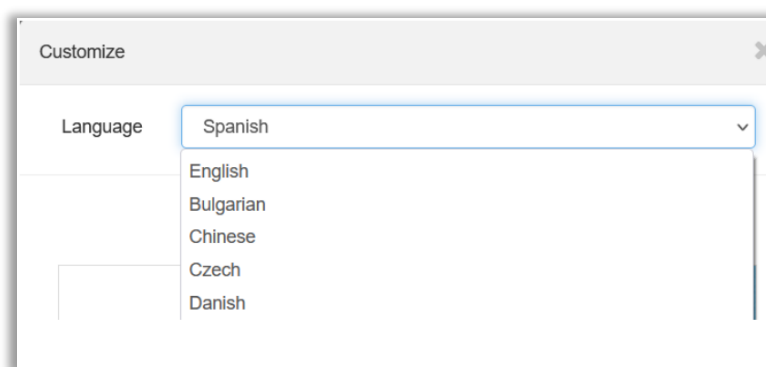 Customize
Language
Spanish
English
Bulgarian
Chinese
Czech
Danish